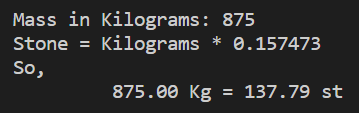 Mass in Kilograms: 875
Stone = Kilograms * 0.157473
So,
875.00 Kg = 137.79 st